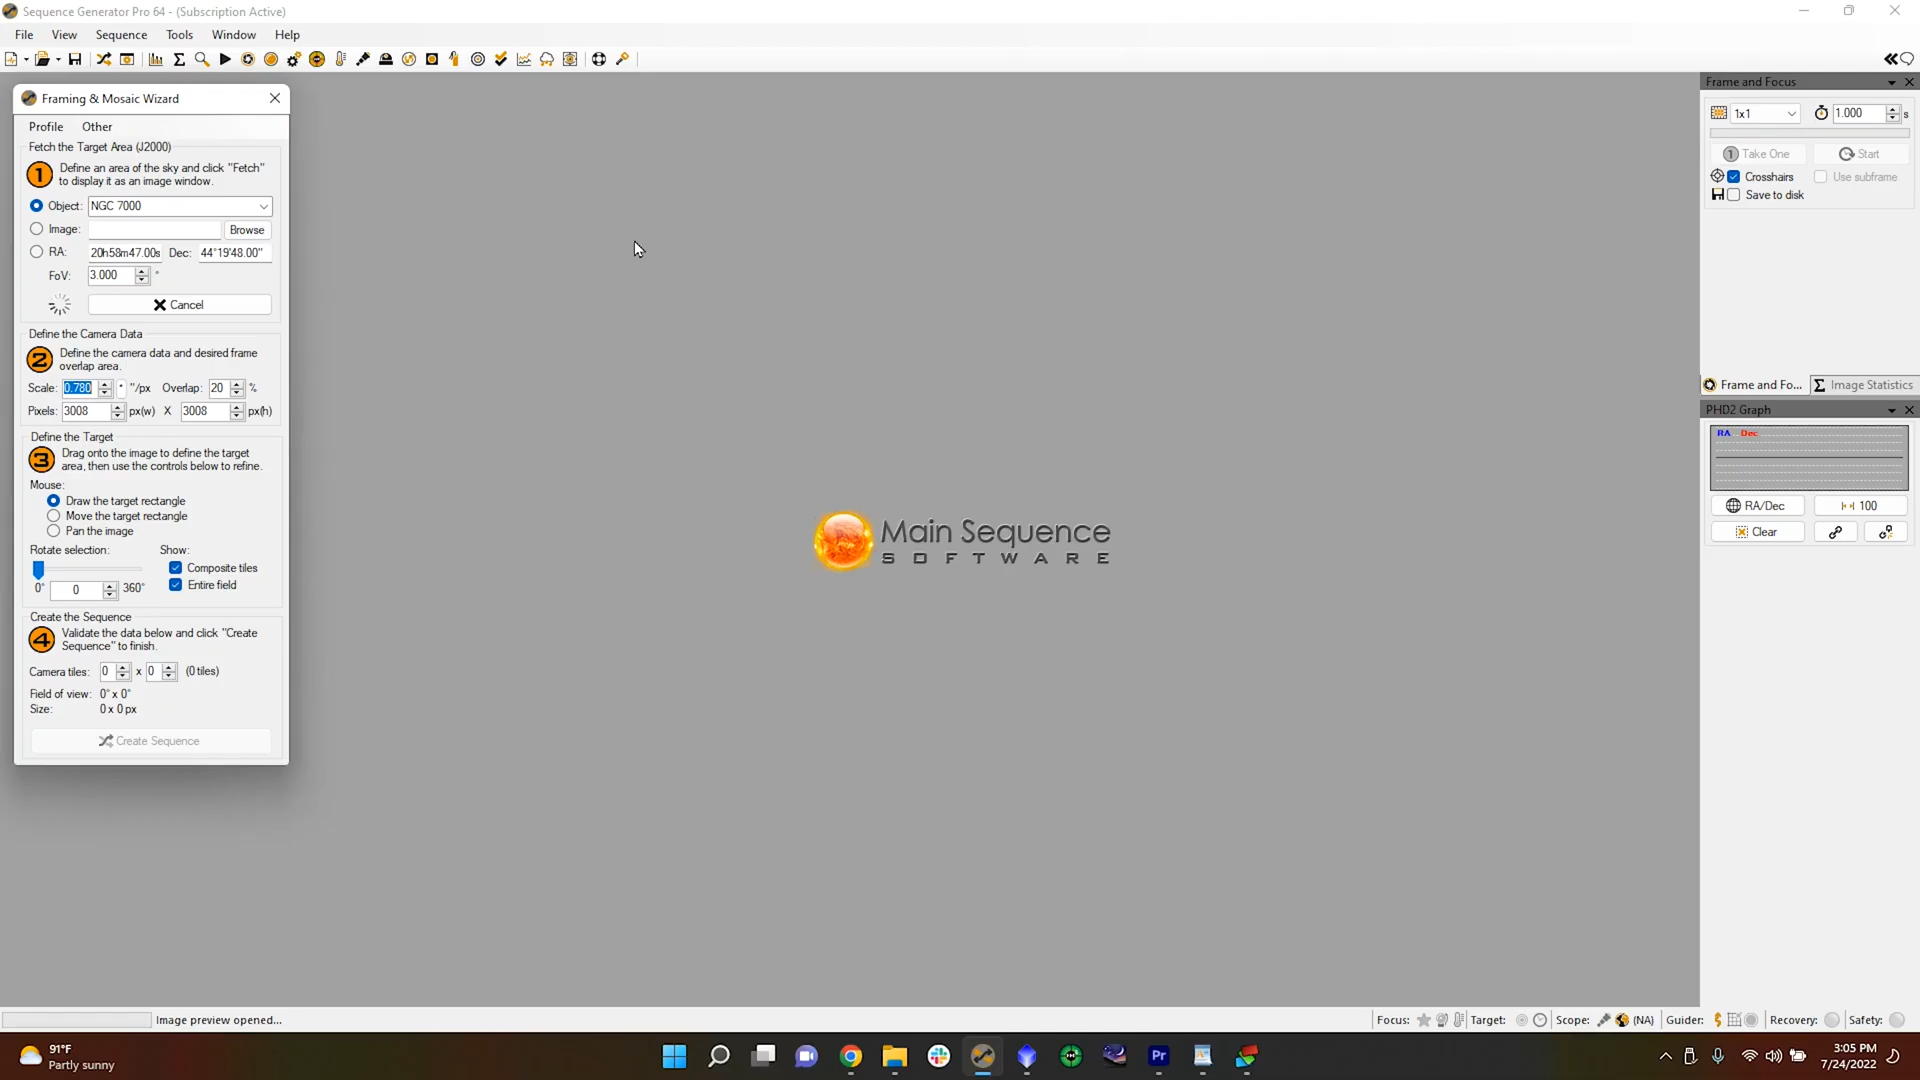 Sequence Generator Pro 64 - (Subscription Active)
File View Sequence Tools Window Help
Frame and Focus
1x1 1.000 s
1 Take One Start
Crosshairs Use subframe
Save to disk
Frame and Fo... Image Statistics
PHD2 Graph
RA Dec
RA/Dec 100
Clear
Framing & Mosaic Wizard
Profile Other
Fetch the Target Area (J2000)
1 Define an area of the sky and click "Fetch"
to display it as an image window.
Object: NGC 7000
Image: Browse
RA: 20h58m47.00s Dec: 44°19'48.00"
FoV: 3.000 °
Cancel
Define the Camera Data
2 Define the camera data and desired frame
overlap area.
Scale: 0.780 "/px Overlap: 20 %
Pixels: 3008 px(w) X 3008 px(h)
Define the Target
3 Drag onto the image to define the target
area, then use the controls below to refine.
Mouse:
Draw the target rectangle
Move the target rectangle
Pan the image
Rotate selection: Show:
Composite tiles
0° 0 360° Entire field
Create the Sequence
4 Validate the data below and click "Create
Sequence" to finish.
Camera tiles: 0 x 0 (0 tiles)
Field of view: 0° x 0°
Size: 0 x 0 px
Create Sequence
Main Sequence
SOFTWARE
Image preview opened...
Focus: Target: Scope: (NA) Guider: Recovery: Safety:
91°F
Partly sunny
Pr
3:05 PM
7/24/2022